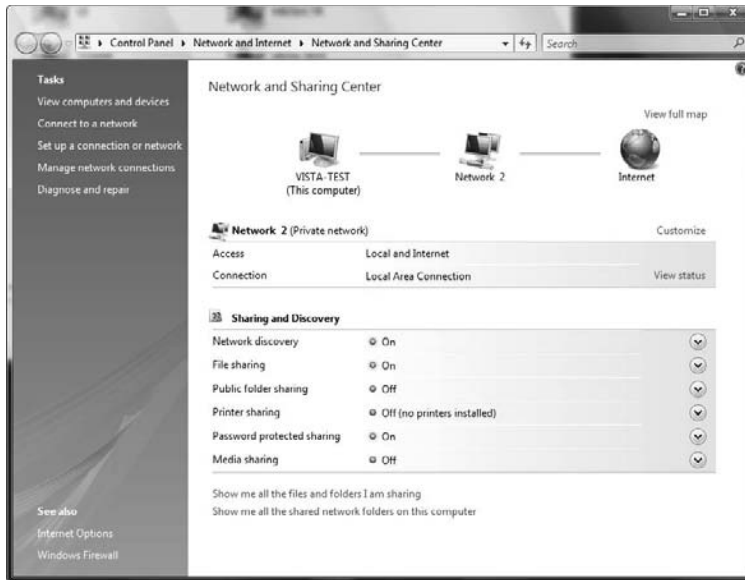 Control Panel ▸ Network and Internet ▸ Network and Sharing Center
Search
Tasks
View computers and devices
Connect to a network
Set up a connection or network
Manage network connections
Diagnose and repair
See also
Internet Options
Windows Firewall
Network and Sharing Center
View full map
VISTA-TEST
(This computer)
Network 2
Internet
Network 2 (Private network) Customize
Access Local and Internet
Connection Local Area Connection View status
Sharing and Discovery
Network discovery On
File sharing On
Public folder sharing Off
Printer sharing Off (no printers installed)
Password protected sharing On
Media sharing Off
Show me all the files and folders I am sharing
Show me all the shared network folders on this computer